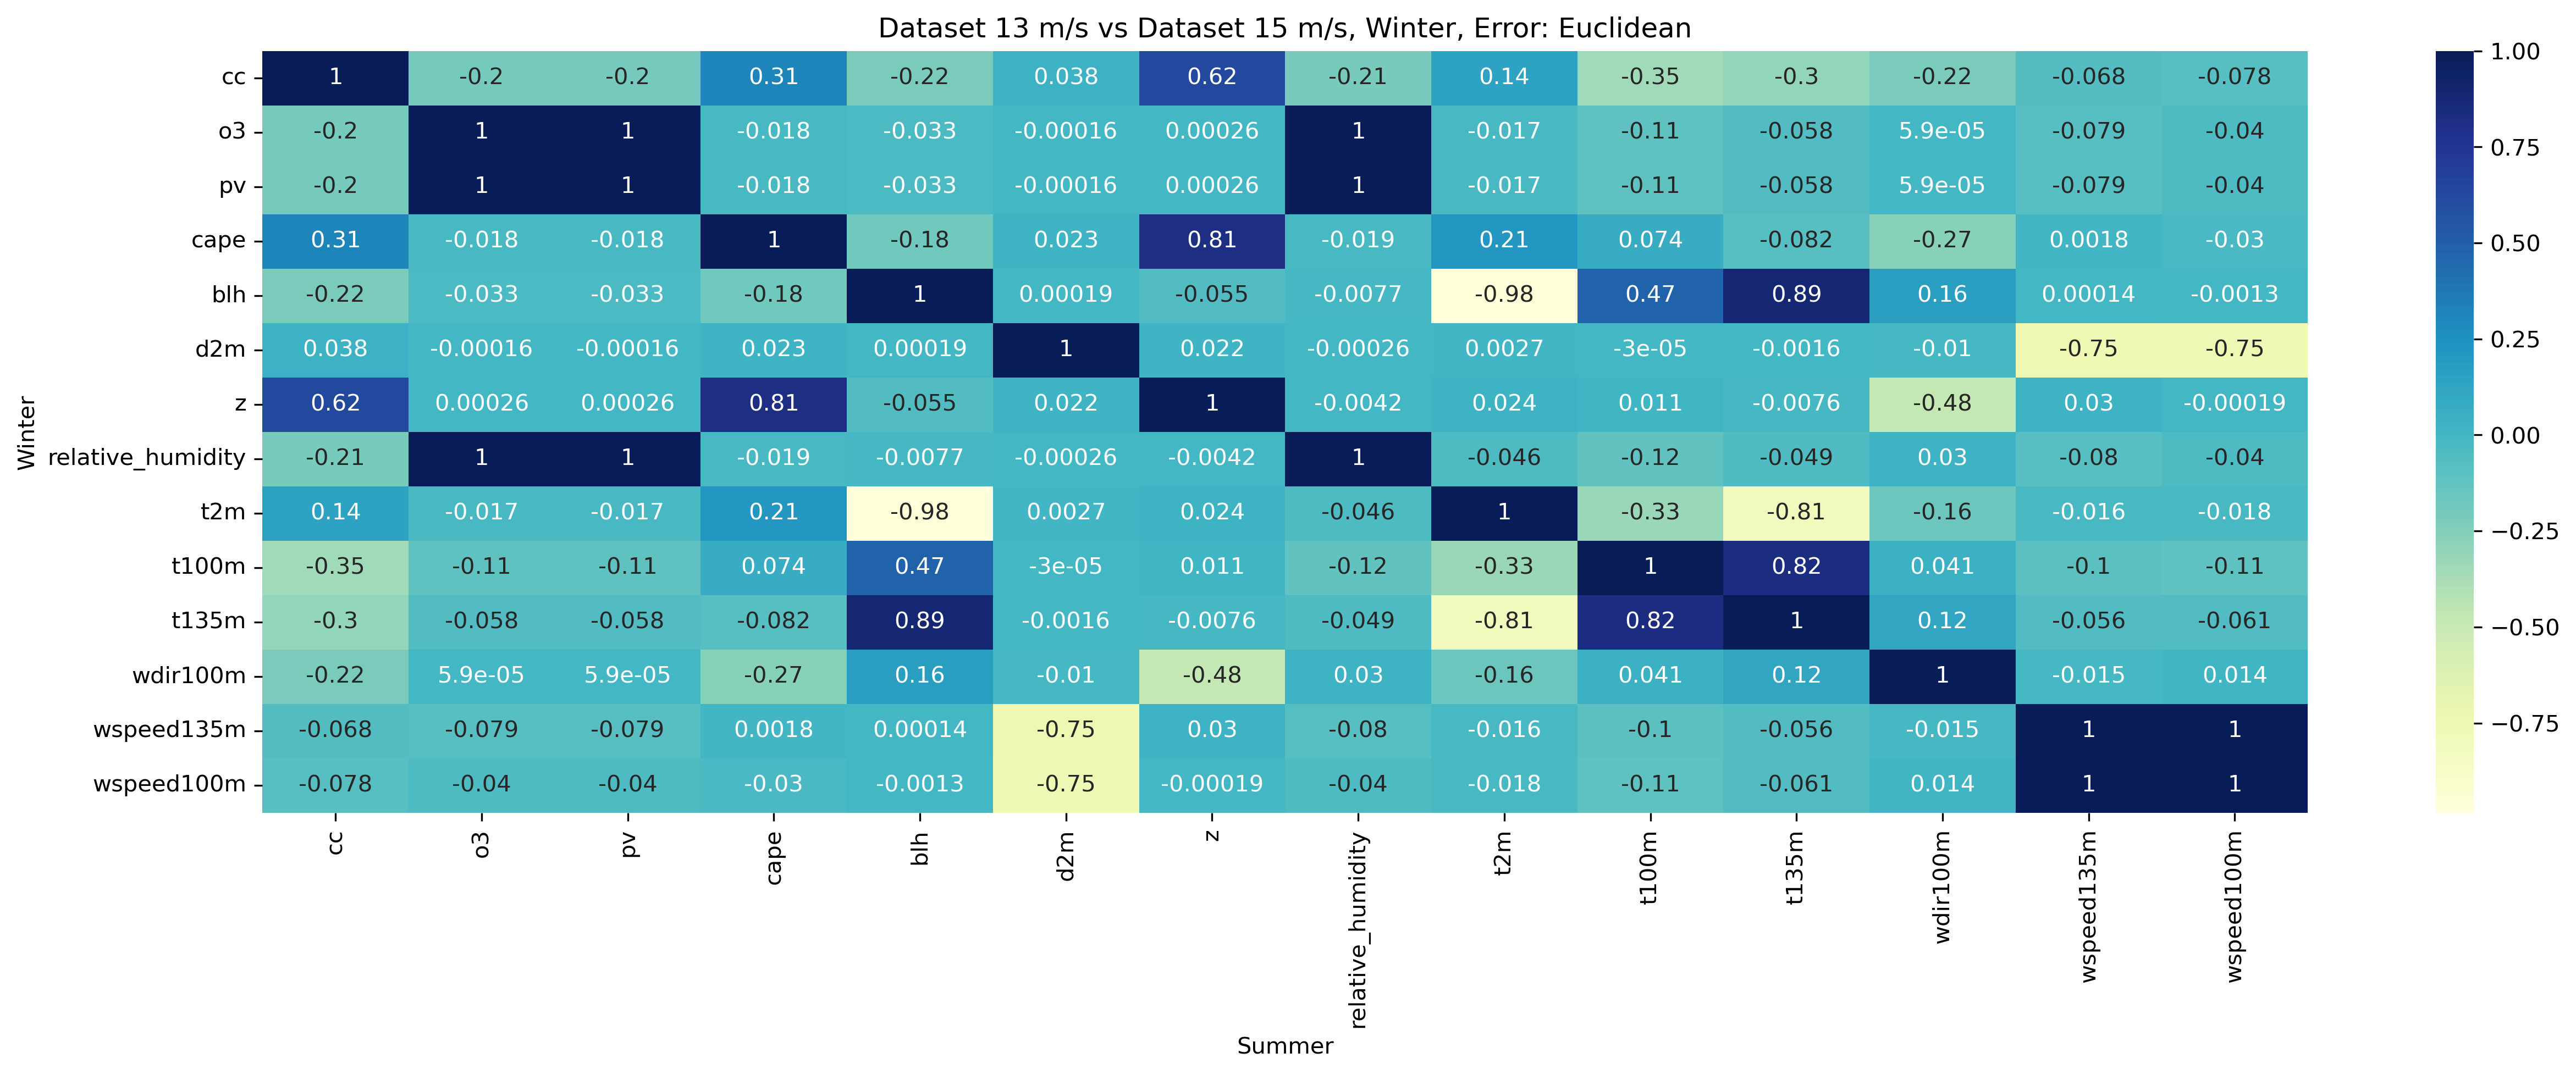 Dataset 13 m/s vs Dataset 15 m/s, Winter, Error: Euclidean
cc 1 -0.2 -0.2 0.31 -0.22 0.038 0.62 -0.21 0.14 -0.35 -0.3 -0.22 -0.068 -0.078
o3 -0.2 1 1 -0.018 -0.033 -0.00016 0.00026 1 -0.017 -0.11 -0.058 5.9e-05 -0.079 -0.04
pv -0.2 1 1 -0.018 -0.033 -0.00016 0.00026 1 -0.017 -0.11 -0.058 5.9e-05 -0.079 -0.04
cape 0.31 -0.018 -0.018 1 -0.18 0.023 0.81 -0.019 0.21 0.074 -0.082 -0.27 0.0018 -0.03
blh -0.22 -0.033 -0.033 -0.18 1 0.00019 -0.055 -0.0077 -0.98 0.47 0.89 0.16 0.00014 -0.0013
d2m 0.038 -0.00016 -0.00016 0.023 0.00019 1 0.022 -0.00026 0.0027 -3e-05 -0.0016 -0.01 -0.75 -0.75
z 0.62 0.00026 0.00026 0.81 -0.055 0.022 1 -0.0042 0.024 0.011 -0.0076 -0.48 0.03 -0.00019
relative_humidity -0.21 1 1 -0.019 -0.0077 -0.00026 -0.0042 1 -0.046 -0.12 -0.049 0.03 -0.08 -0.04
t2m 0.14 -0.017 -0.017 0.21 -0.98 0.0027 0.024 -0.046 1 -0.33 -0.81 -0.16 -0.016 -0.018
t100m -0.35 -0.11 -0.11 0.074 0.47 -3e-05 0.011 -0.12 -0.33 1 0.82 0.041 -0.1 -0.11
t135m -0.3 -0.058 -0.058 -0.082 0.89 -0.0016 -0.0076 -0.049 -0.81 0.82 1 0.12 -0.056 -0.061
wdir100m -0.22 5.9e-05 5.9e-05 -0.27 0.16 -0.01 -0.48 0.03 -0.16 0.041 0.12 1 -0.015 0.014
wspeed135m -0.068 -0.079 -0.079 0.0018 0.00014 -0.75 0.03 -0.08 -0.016 -0.1 -0.056 -0.015 1 1
wspeed100m -0.078 -0.04 -0.04 -0.03 -0.0013 -0.75 -0.00019 -0.04 -0.018 -0.11 -0.061 0.014 1 1
cc o3 pv cape blh d2m z relative_humidity t2m t100m t135m wdir100m wspeed135m wspeed100m
Summer
Winter
1.00
0.75
0.50
0.25
0.00
−0.25
−0.50
−0.75